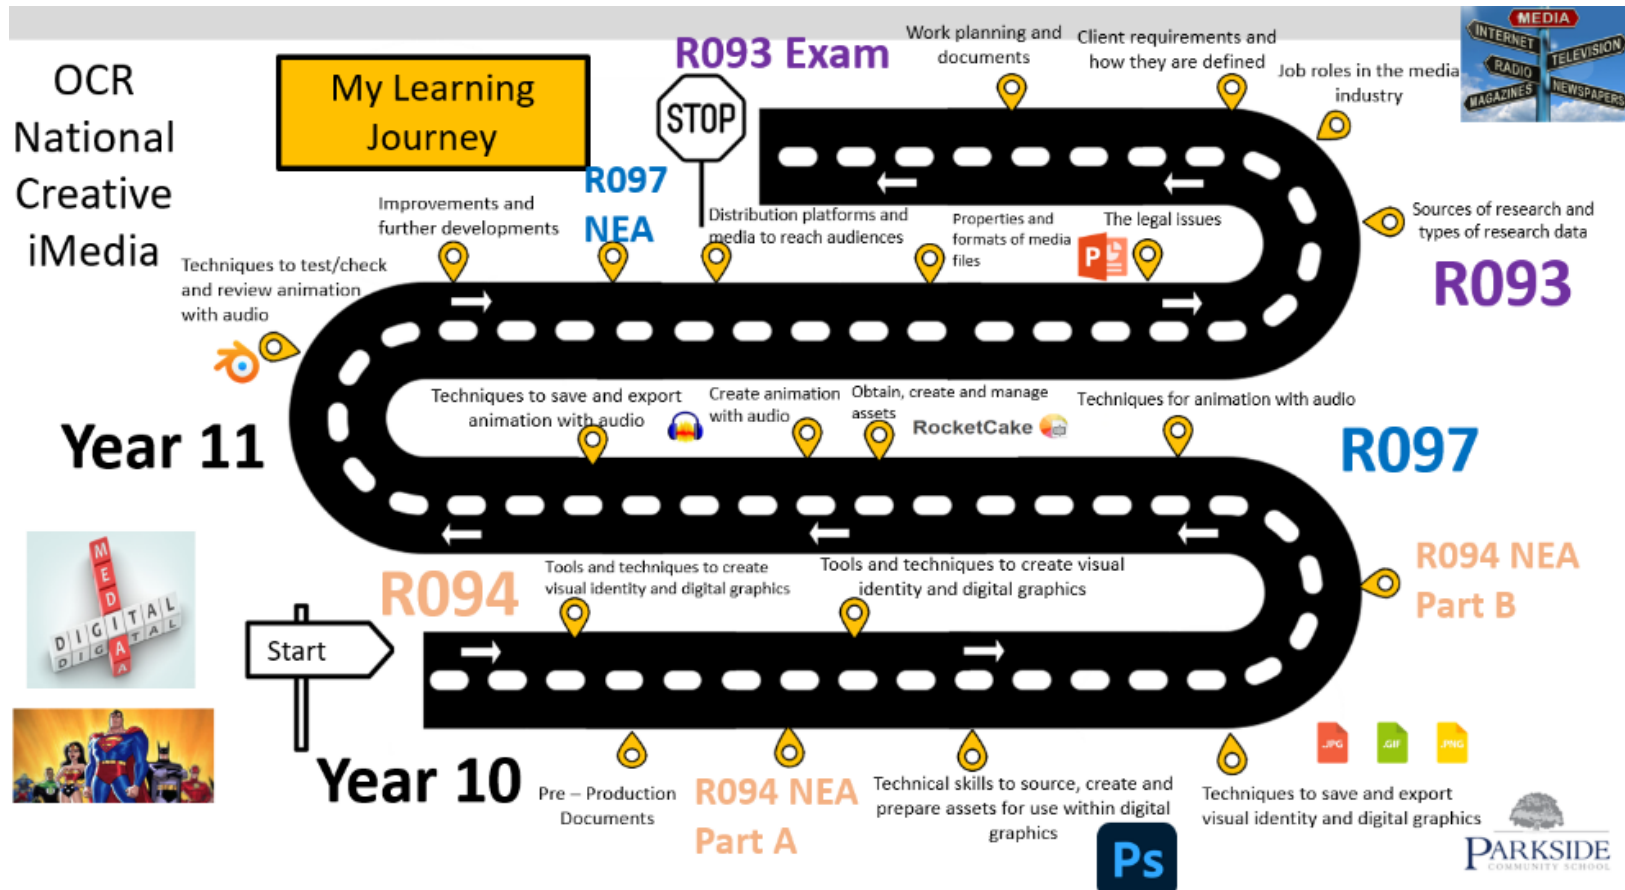 OCR
National
Creative
iMedia
My Learning
Journey
R093 Exam
STOP
Work planning and
documents
Client requirements and
how they are defined
Job roles in the media
industry
MEDIA
INTERNET
TELEVISION
RADIO
NEWSPAPERS
MAGAZINES
Sources of research and
types of research data
R093
Improvements and
further developments
R097
NEA
Distribution platforms and
media to reach audiences
Properties and
formats of media
files
P
The legal issues
Techniques to test/check
and review animation
with audio
Year 11
Techniques to save and export
animation with audio
Create animation
with audio
Obtain, create and manage
assets
RocketCake
Techniques for animation with audio
R097
R094 NEA
Part B
MEDIA
DIGITAL
DIGITAL
A
R094
Tools and techniques to create
visual identity and digital graphics
Tools and techniques to create visual
identity and digital graphics
Start
Year 10
Pre – Production
Documents
R094 NEA
Part A
Technical skills to source, create and
prepare assets for use within digital
graphics
Ps
.JPG
.GIF
.PNG
Techniques to save and export
visual identity and digital graphics
PARKSIDE
COMMUNITY SCHOOL